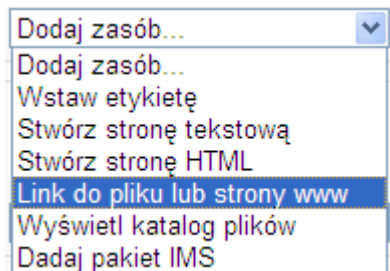 Dodaj zasób...
Dodaj zasób...
Wstaw etykietę
Stwórz stronę tekstową
Stwórz stronę HTML
Link do pliku lub strony www
Wyświetl katalog plików
Dadaj pakiet IMS